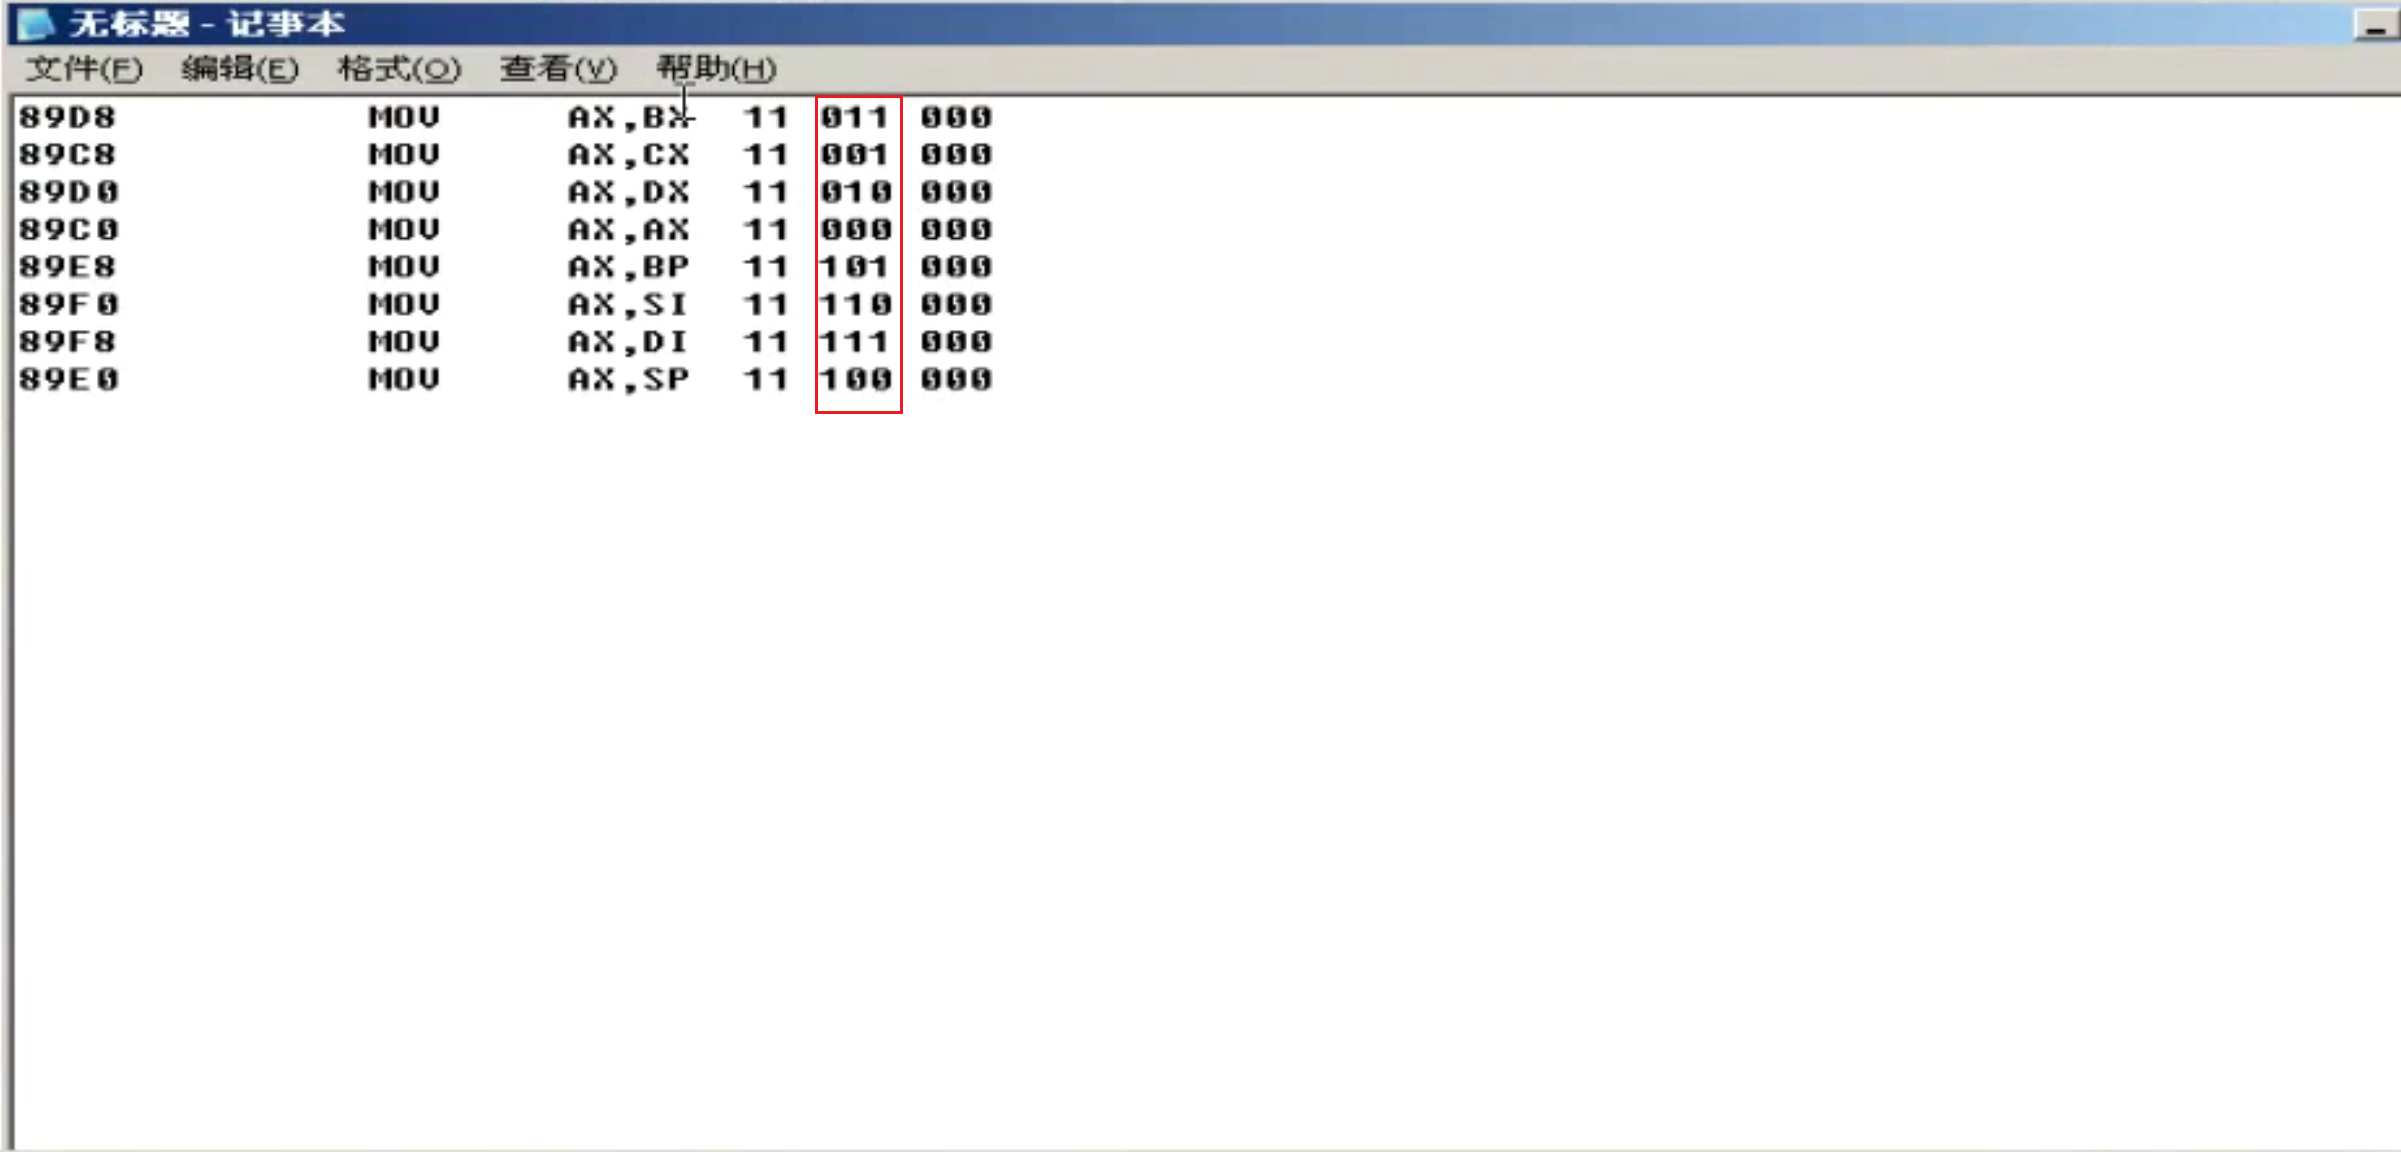 无标题 - 记事本
文件(F) 编辑(E) 格式(O) 查看(V) 帮助(H)
89D8 MOV AX,BX 11 011 000
89C8 MOV AX,CX 11 001 000
89D0 MOV AX,DX 11 010 000
89C0 MOV AX,AX 11 000 000
89E8 MOV AX,BP 11 101 000
89F0 MOV AX,SI 11 110 000
89F8 MOV AX,DI 11 111 000
89E0 MOV AX,SP 11 100 000